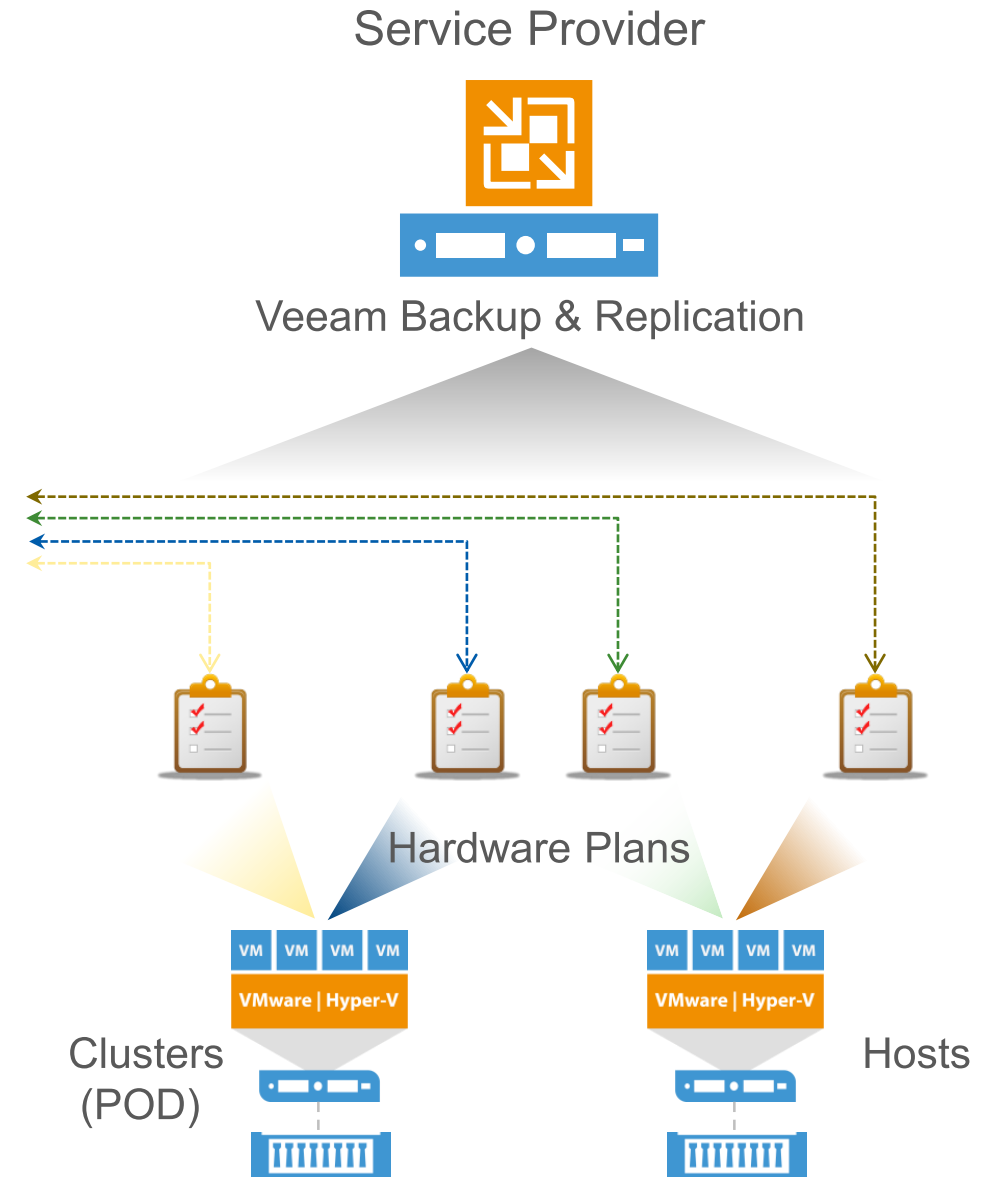 Service Provider
Veeam Backup & Replication
Hardware Plans
VM VM VM VM
VMware | Hyper-V
VM VM VM VM
VMware | Hyper-V
Clusters
(POD)
Hosts